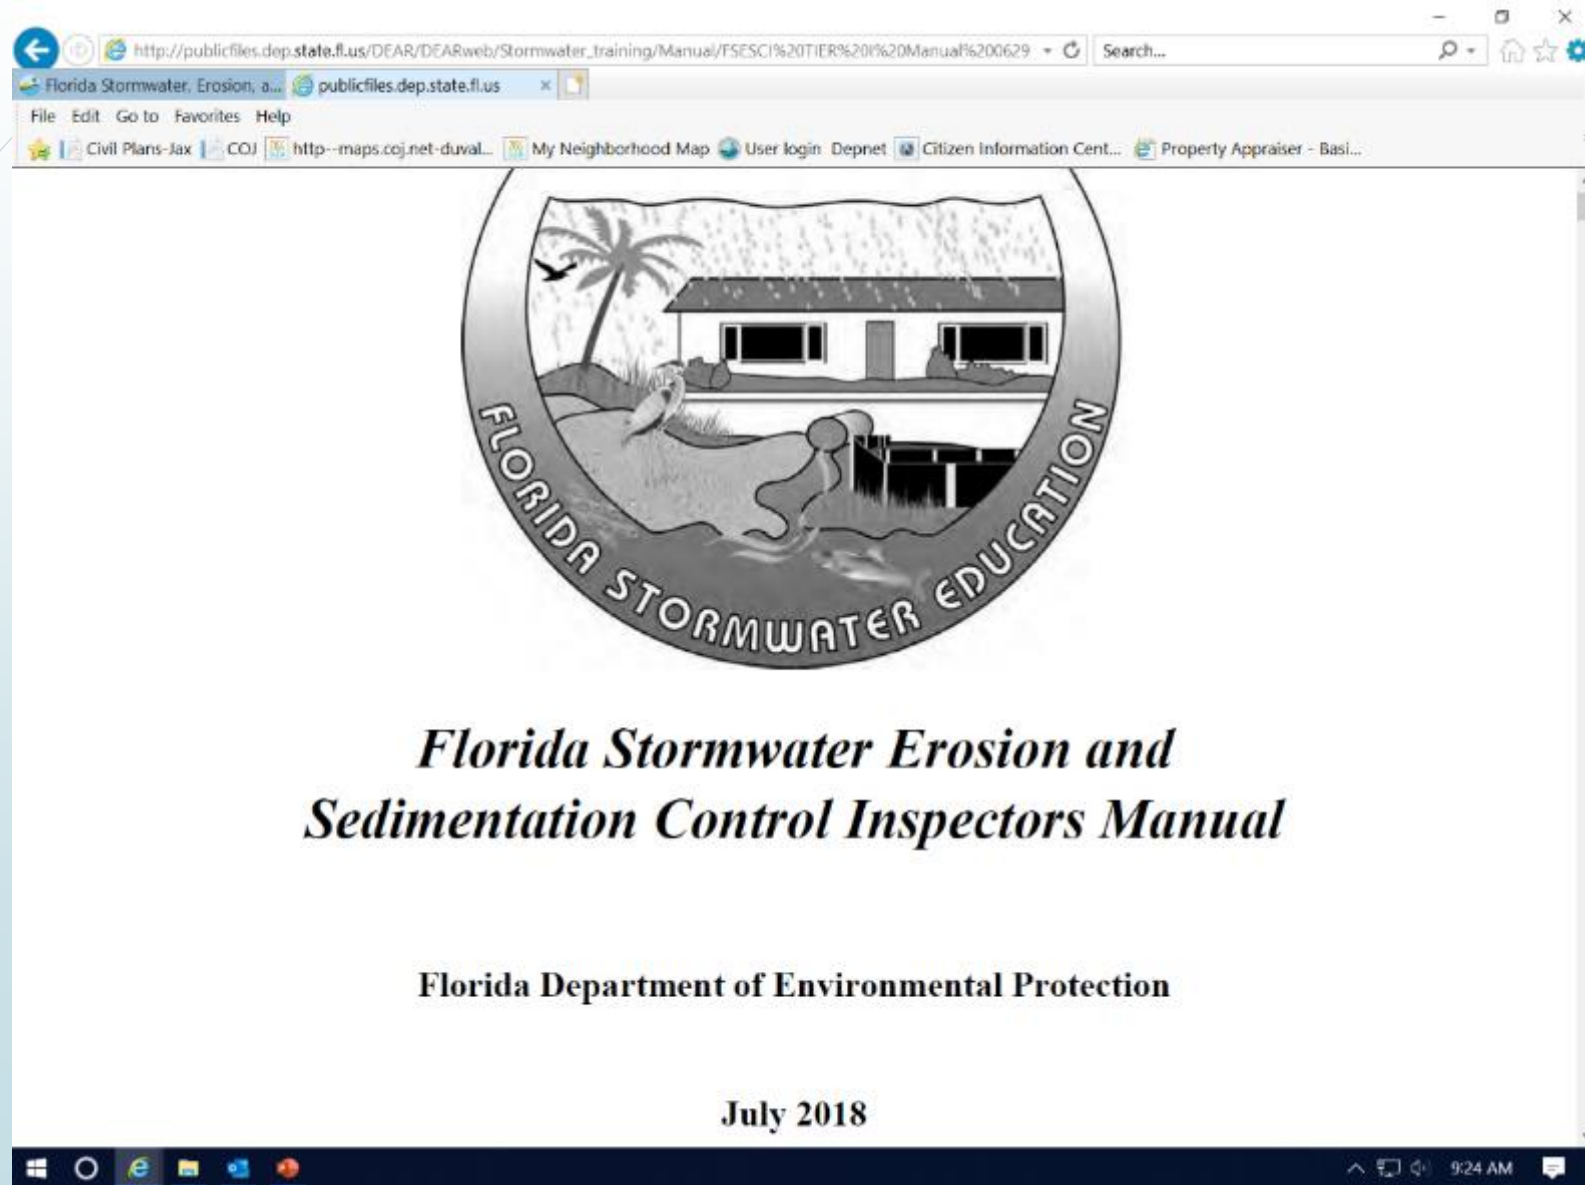 http://publicfiles.dep.state.fl.us/DEAR/DEARweb/Stormwater_training/Manual/FSESCI%20TIER%20I%20Manual%200629
Search...
Florida Stormwater, Erosion, a...
publicfiles.dep.state.fl.us
File Edit Go to Favorites Help
Civil Plans-Jax COJ http--maps.coj.net-duval... My Neighborhood Map User login Depnet Citizen Information Cent... Property Appraiser - Basi...
FLORIDA STORMWATER EDUCATION
Florida Stormwater Erosion and
Sedimentation Control Inspectors Manual
Florida Department of Environmental Protection
July 2018
9:24 AM